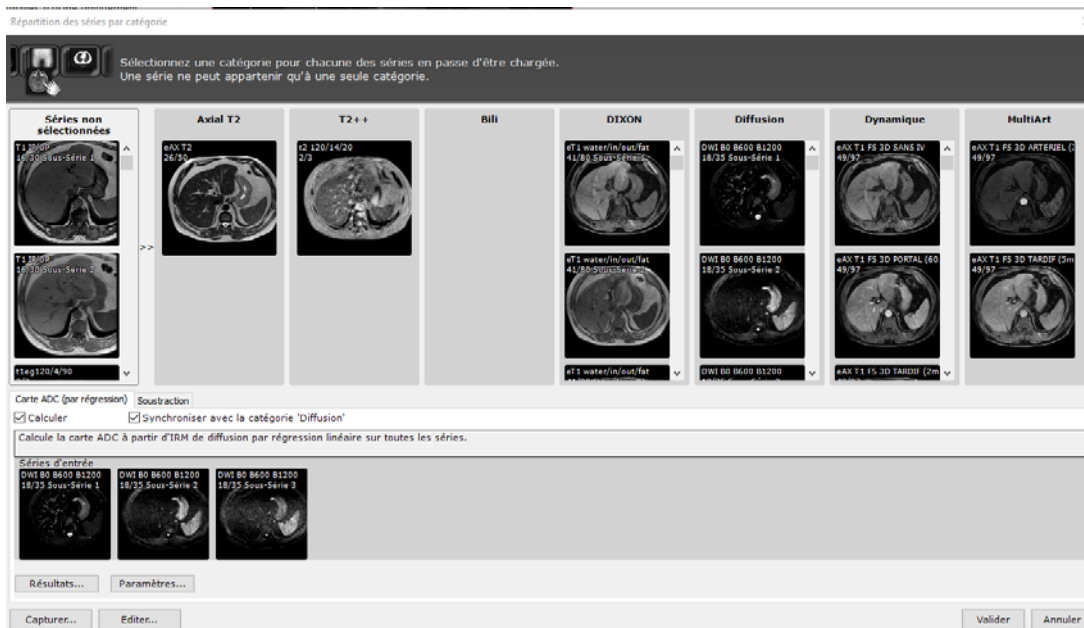 Répartition des séries par catégorie
Sélectionnez une catégorie pour chacune des séries en passe d'être chargée.
Une série ne peut appartenir qu'à une seule catégorie.
Séries non
sélectionnées
Axial T2
T2++
Bili
DIXON
Diffusion
Dynamique
MultiArt
T1 IP/OP
16/30 Sous-Série 1
eAX T2
26/50
t2 120/14/20
2/3
eT1 water/in/out/fat
41/80 Sous-Série 1
DWI B0 B600 B1200
18/35 Sous-Série 1
eAX T1 FS 3D SANS IV
49/97
eAX T1 FS 3D ARTERIEL (
49/97
>>
T1 IP/OP
16/30 Sous-Série 2
eT1 water/in/out/fat
41/80 Sous-Série 2
DWI B0 B600 B1200
18/35 Sous-Série 2
eAX T1 FS 3D PORTAL (60
49/97
eAX T1 FS 3D TARDIF (5m
49/97
t1eg120/4/90
eT1 water/in/out/fat
DWI B0 B600 B1200
eAX T1 FS 3D TARDIF (2m
Carte ADC (par régression)
Soustraction
Calculer
Synchroniser avec la catégorie 'Diffusion'
Calcule la carte ADC à partir d'IRM de diffusion par régression linéaire sur toutes les séries.
Séries d'entrée
DWI B0 B600 B1200
18/35 Sous-Série 1
DWI B0 B600 B1200
18/35 Sous-Série 2
DWI B0 B600 B1200
18/35 Sous-Série 3
Résultats...
Paramètres...
Capturer...
Editer...
Valider
Annuler